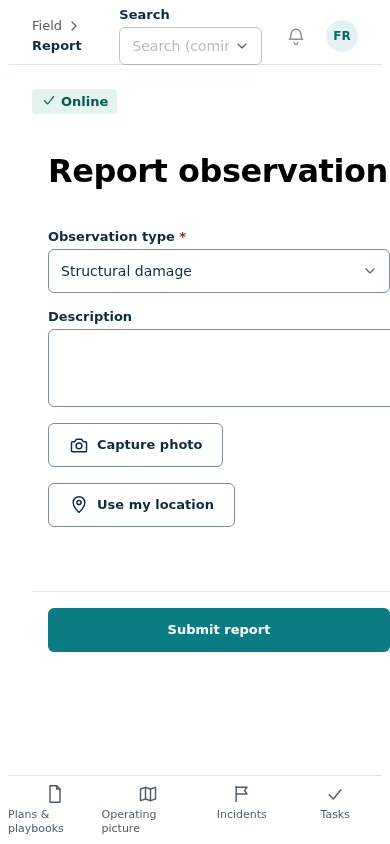 Field
Report
Search
Search (comir
FR
Online
Report observation
Observation type *
Structural damage
Description
Capture photo
Use my location
Submit report
Plans &
playbooks
Operating
picture
Incidents
Tasks